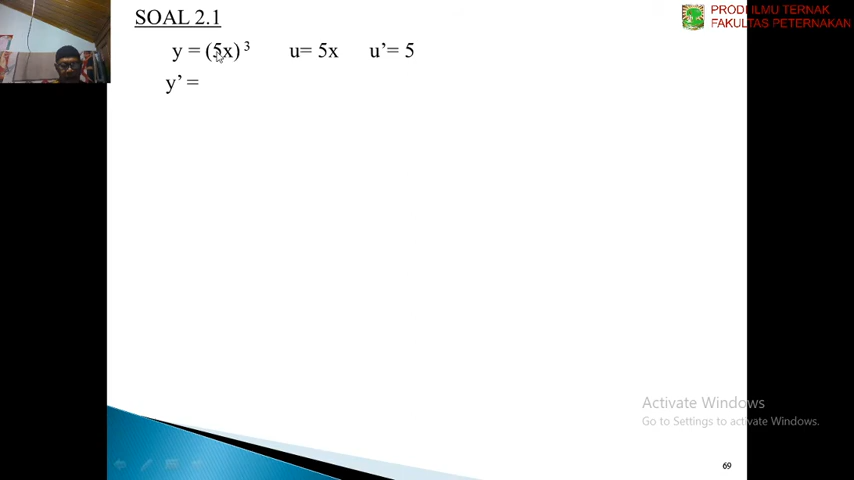 PRODI ILMU TERNAK
FAKULTAS PETERNAKAN
SOAL 2.1
y = (5x)³ u= 5x u’= 5
y’ =
Activate Windows
Go to Settings to activate Windows.
69